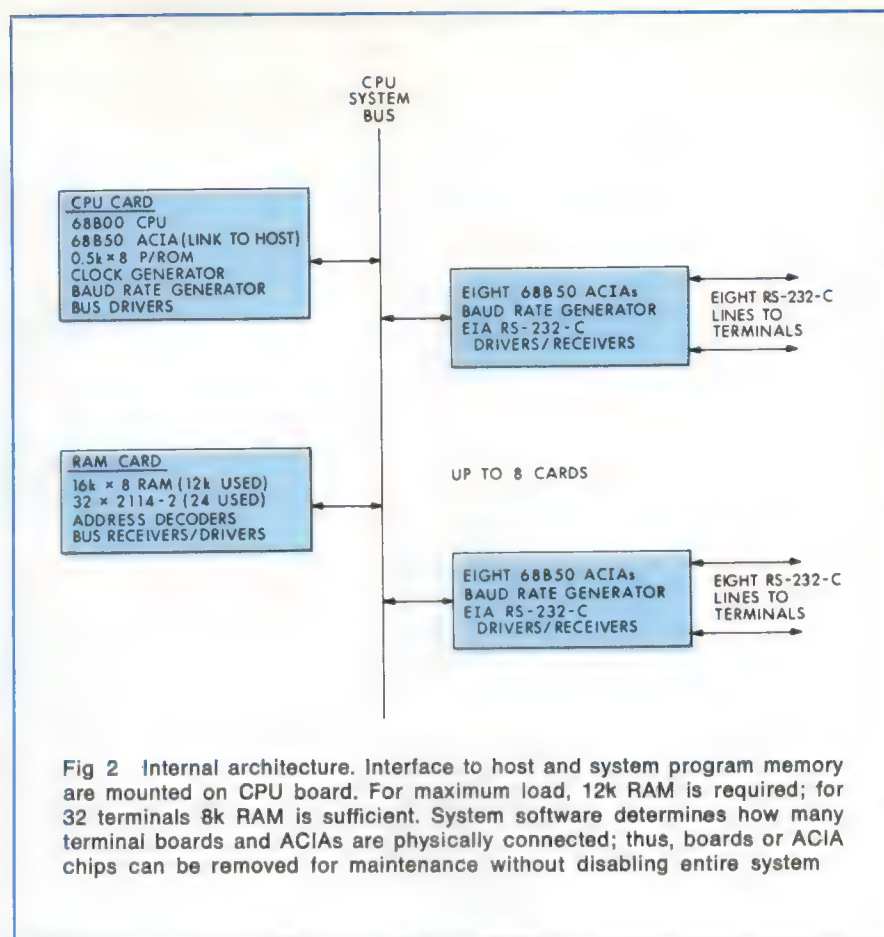 CPU
SYSTEM
BUS
CPU CARD
68B00 CPU
68B50 ACIA (LINK TO HOST)
0.5k × 8 P/ROM
CLOCK GENERATOR
BAUD RATE GENERATOR
BUS DRIVERS
EIGHT 68B50 ACIAs
BAUD RATE GENERATOR
EIA RS-232-C
DRIVERS/RECEIVERS
EIGHT RS-232-C
LINES TO
TERMINALS
RAM CARD
16k × 8 RAM (12k USED)
32 × 2114-2 (24 USED)
ADDRESS DECODERS
BUS RECEIVERS/DRIVERS
UP TO 8 CARDS
EIGHT 68B50 ACIAs
BAUD RATE GENERATOR
EIA RS-232-C
DRIVERS/RECEIVERS
EIGHT RS-232-C
LINES TO
TERMINALS
Fig 2 Internal architecture. Interface to host and system program memory
are mounted on CPU board. For maximum load, 12k RAM is required; for
32 terminals 8k RAM is sufficient. System software determines how many
terminal boards and ACIAs are physically connected; thus, boards or ACIA
chips can be removed for maintenance without disabling entire system